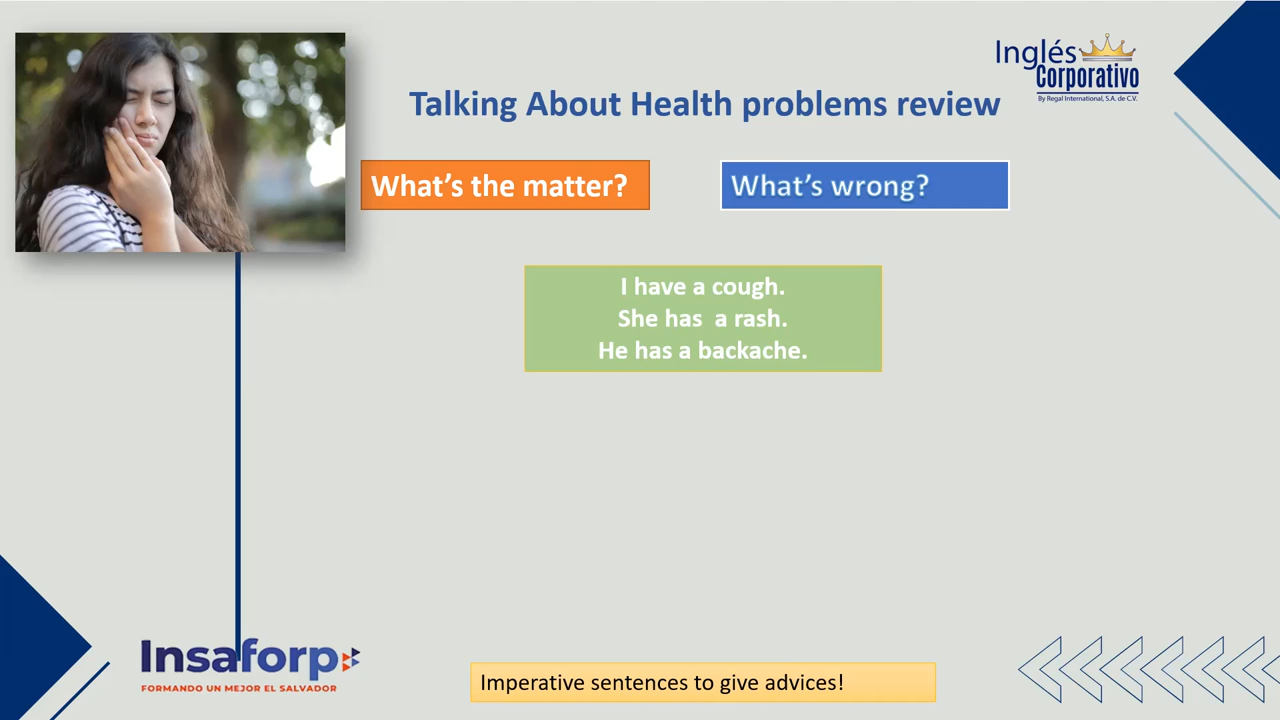 Inglés
Corporativo
By Regal International, S.A. de C.V.
Talking About Health problems review
What's the matter?
What's wrong?
I have a cough.
She has  a rash.
He has a backache.
Insaforp
FORMANDO UN MEJOR EL SALVADOR
Imperative sentences to give advices!